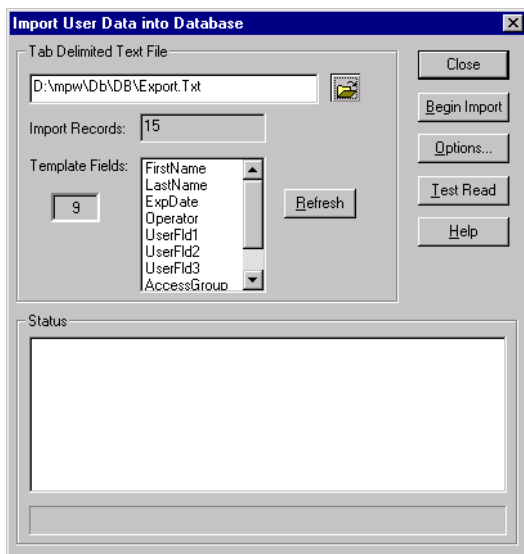 Import User Data into Database
Tab Delimited Text File
D:\mpw\Db\DB\Export.Txt
Import Records: 15
Template Fields:
9
FirstName
LastName
ExpDate
Operator
UserFld1
UserFld2
UserFld3
AccessGroup
Refresh
Close
Begin Import
Options...
Test Read
Help
Status